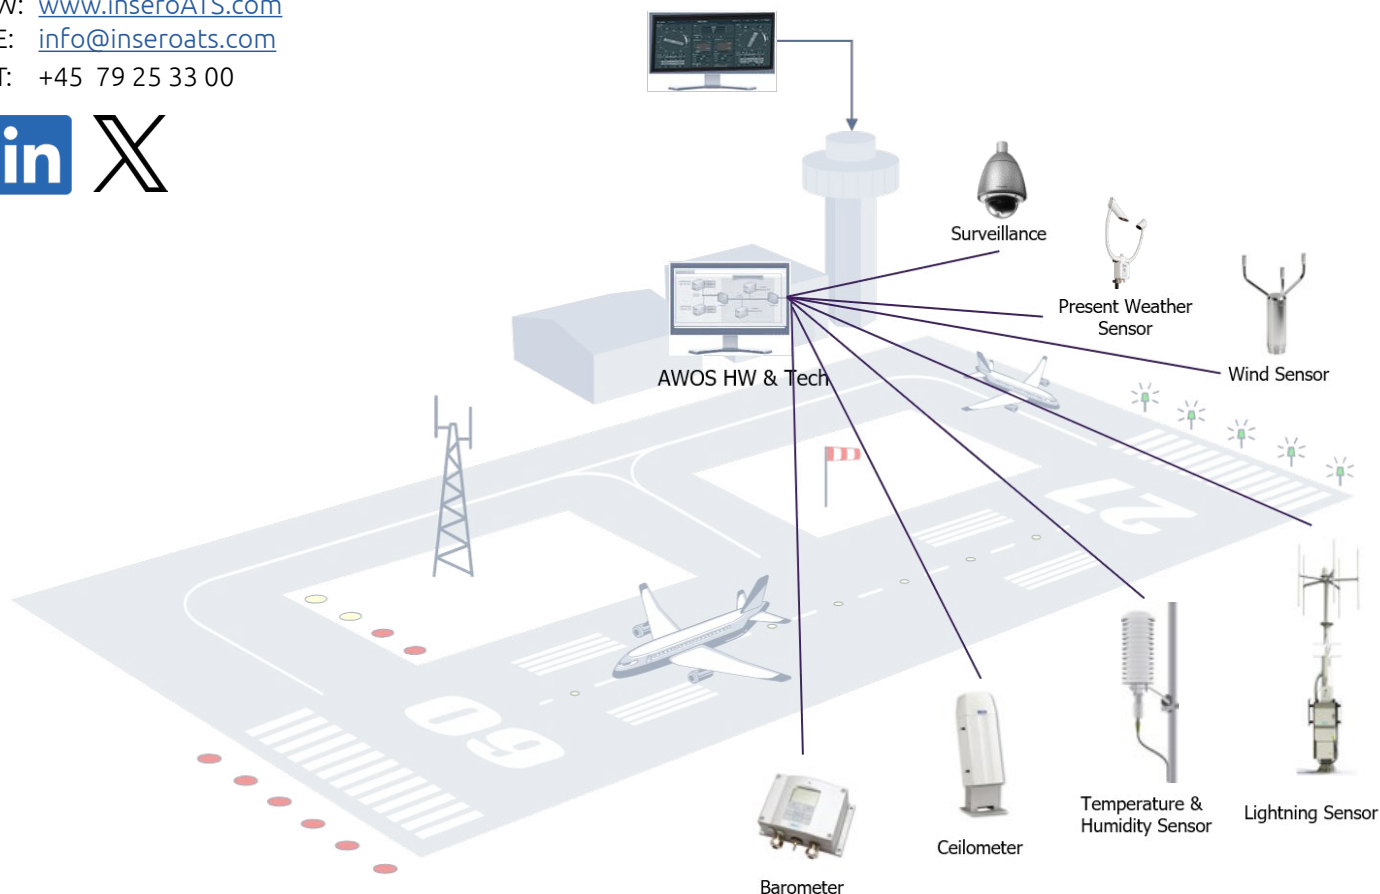 W: www.inseroATS.com
E: info@inseroats.com
T: +45 79 25 33 00
in
Surveillance
Present Weather
Sensor
Wind Sensor
AWOS HW & Tech
27
09
Temperature &
Humidity Sensor
Lightning Sensor
Ceilometer
Barometer